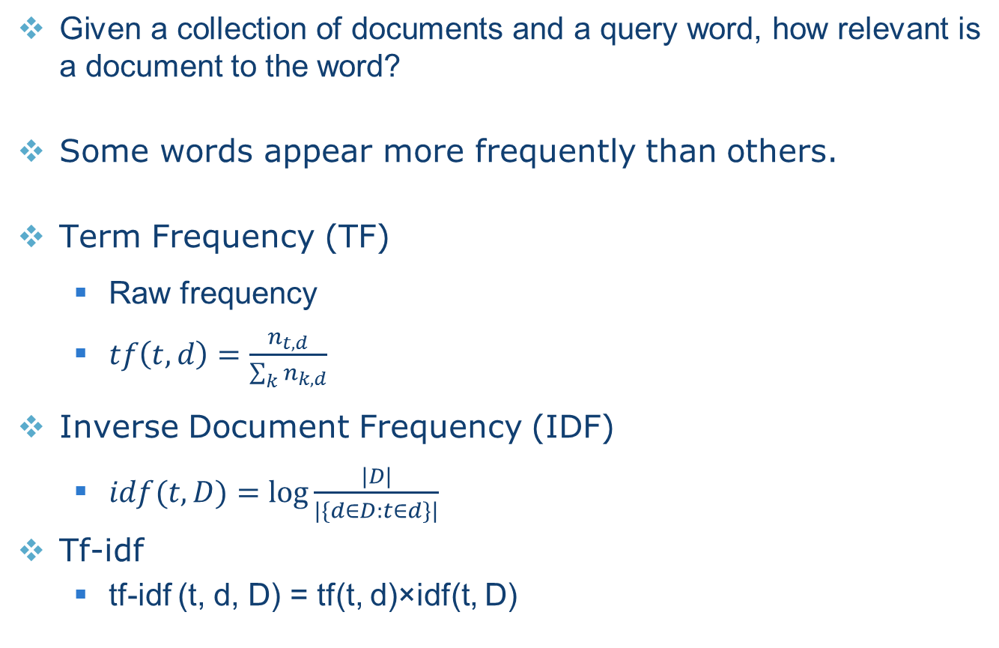 ❖ Given a collection of documents and a query word, how relevant is
a document to the word?
❖ Some words appear more frequently than others.
❖ Term Frequency (TF)
▪ Raw frequency
▪ $tf(t,d) = \frac{n_{t,d}}{\sum_k n_{k,d}}$
❖ Inverse Document Frequency (IDF)
▪ $idf(t,D) = \log \frac{|D|}{|\{d \in D : t \in d\}|}$
❖ Tf-idf
▪ tf-idf (t, d, D) = tf(t, d)×idf(t, D)